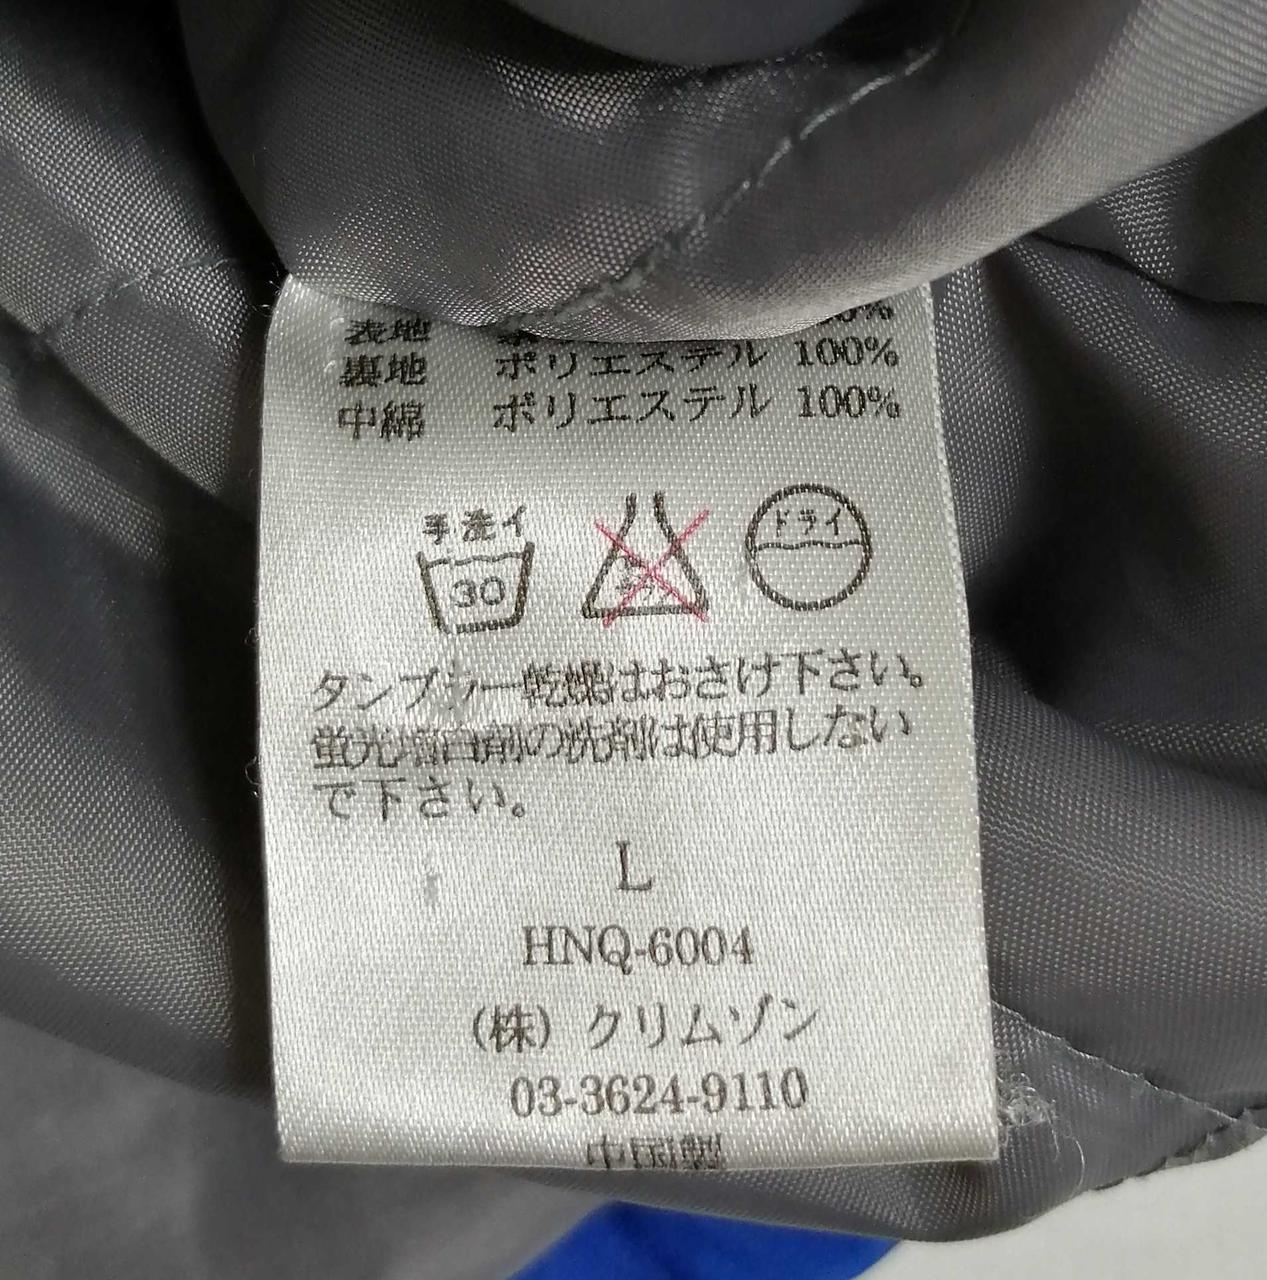 表地
裏地 ポリエステル 100%
中綿 ポリエステル 100%
手洗イ
30
ドライ
タンブラー乾燥はおさけ下さい。
蛍光増白剤の洗剤は使用しない
で下さい。
L
HNQ-6004
(株) クリムゾン
03-3624-9110
中国製